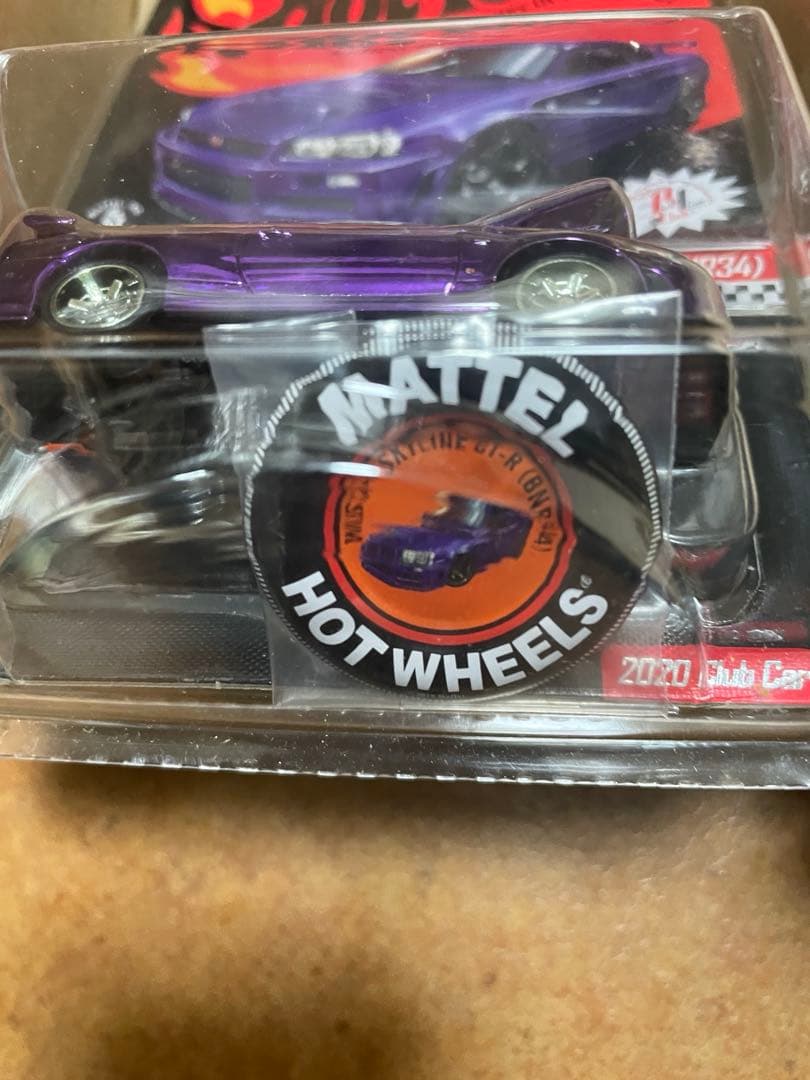 R34)
MATTEL
SKYLINE GT-R (BNR34)
HOT WHEELS
2020 Club Car